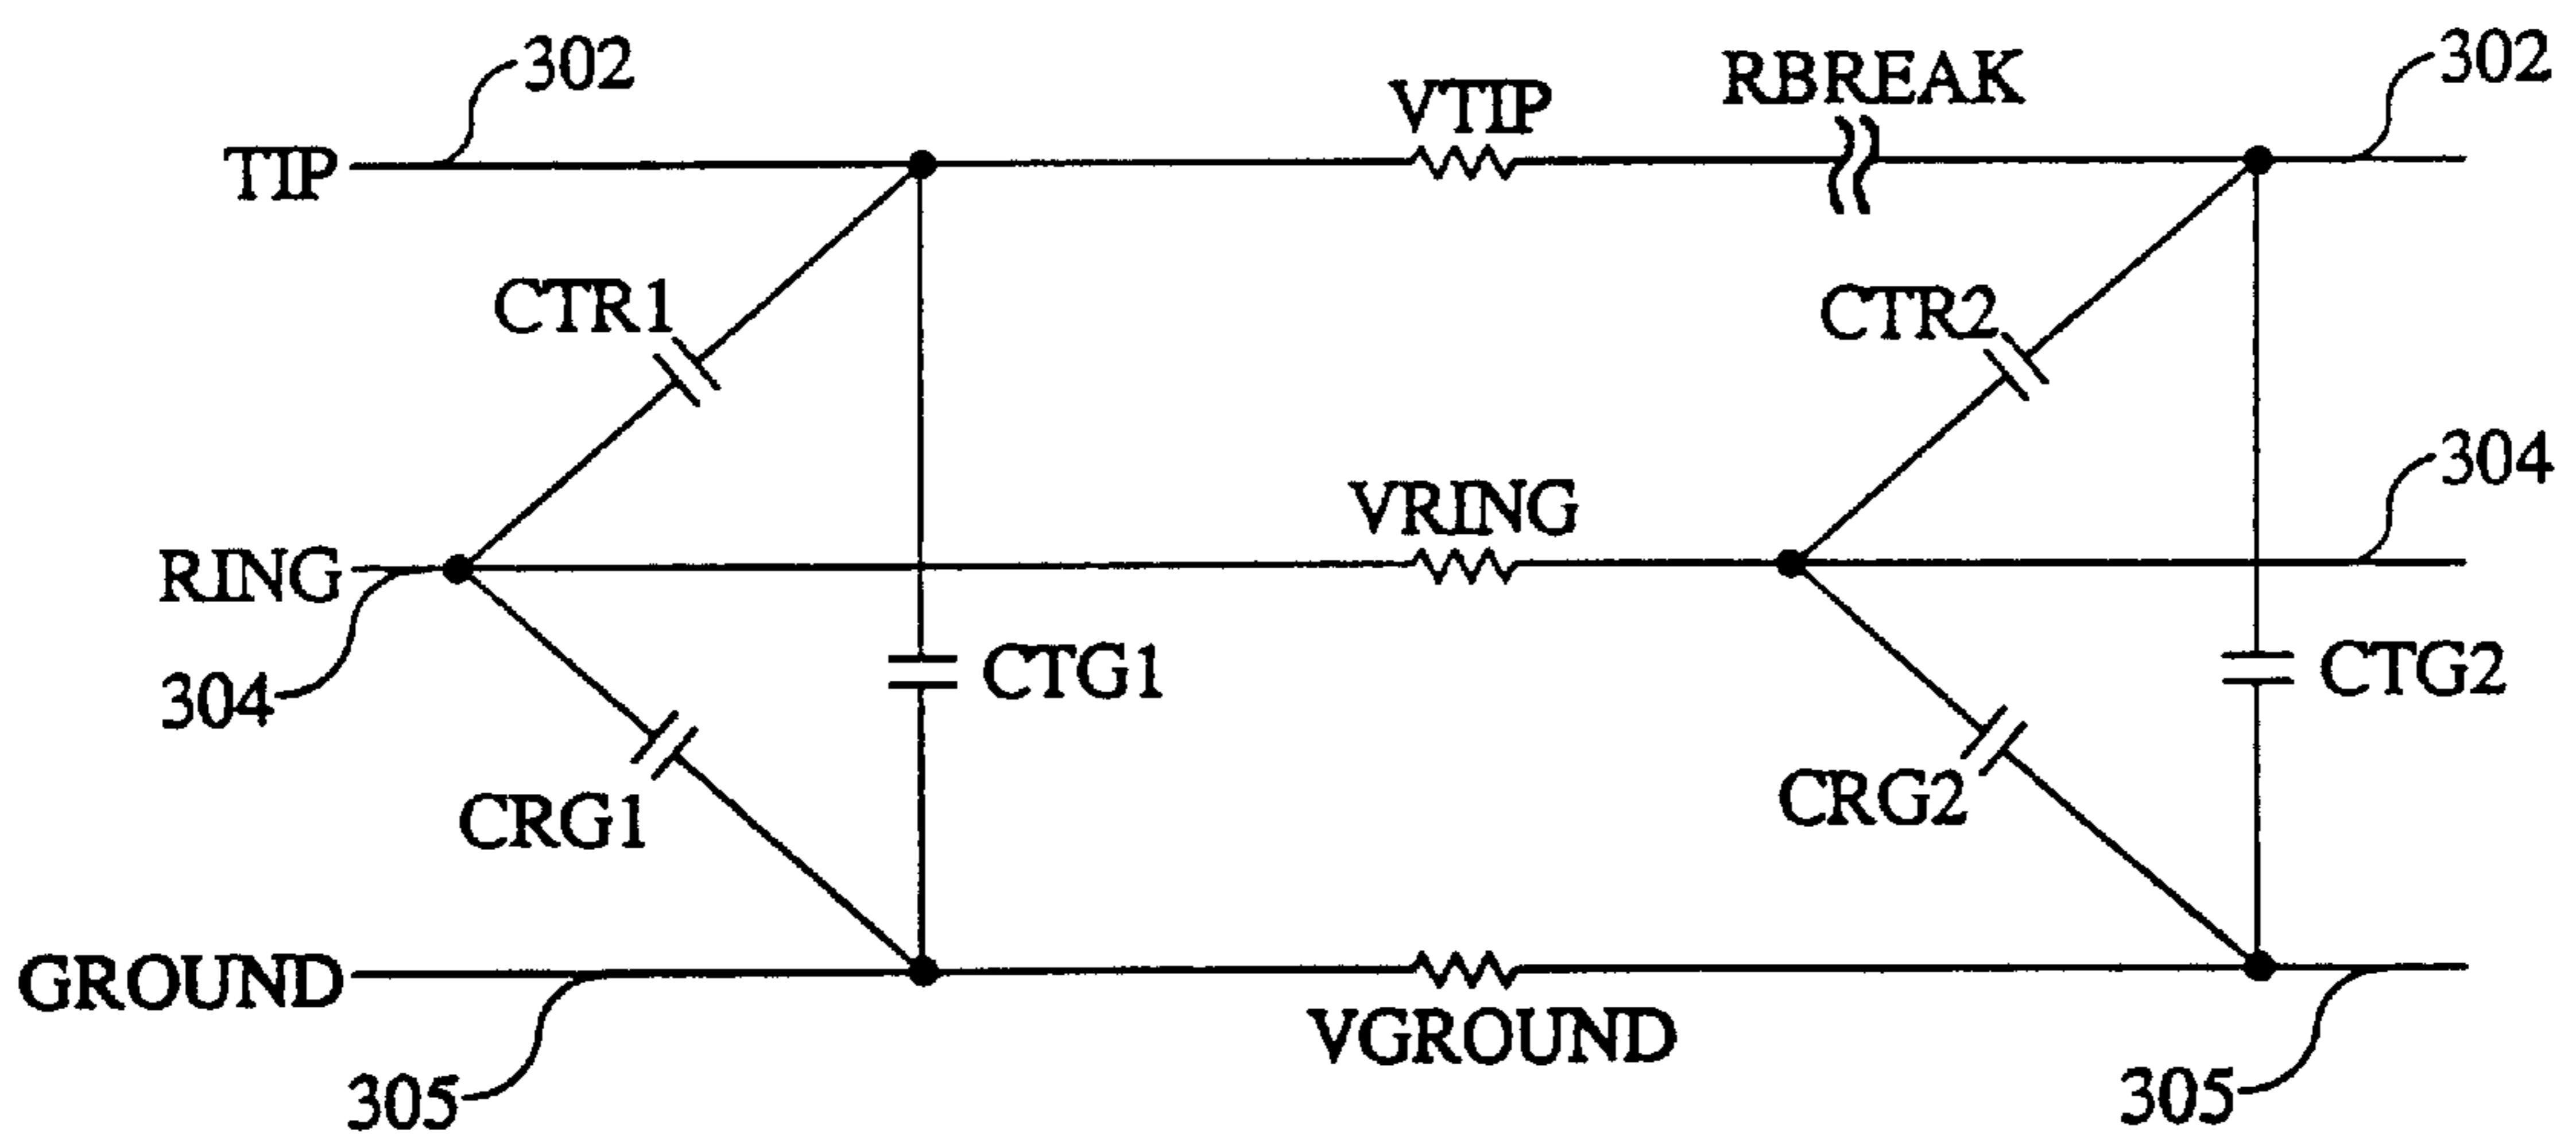 302
302
VTIP
RBREAK
TIP
CTR1
CTR2
304
VRING
RING
304
CTG1
CTG2
CRG1
CRG2
GROUND
VGROUND
305
305